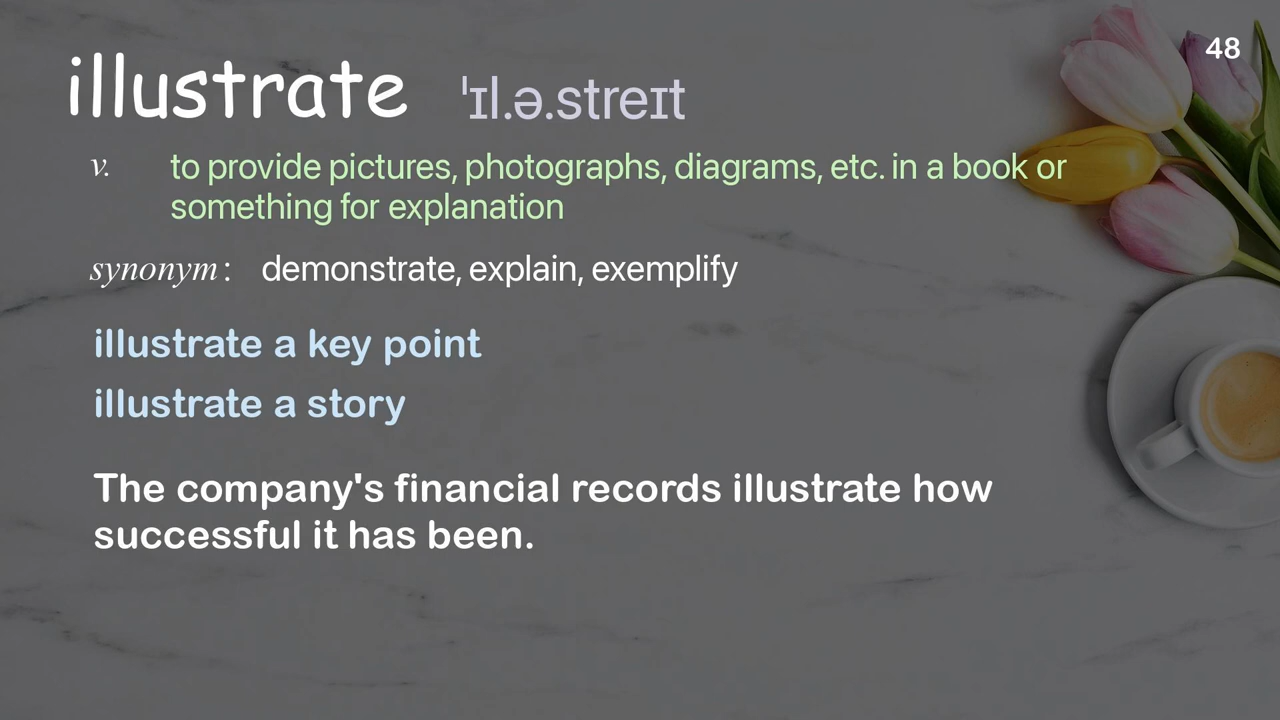 48
illustrate ˈɪl.ə.streɪt
v. to provide pictures, photographs, diagrams, etc. in a book or
something for explanation
synonym: demonstrate, explain, exemplify
illustrate a key point
illustrate a story
The company's financial records illustrate how
successful it has been.